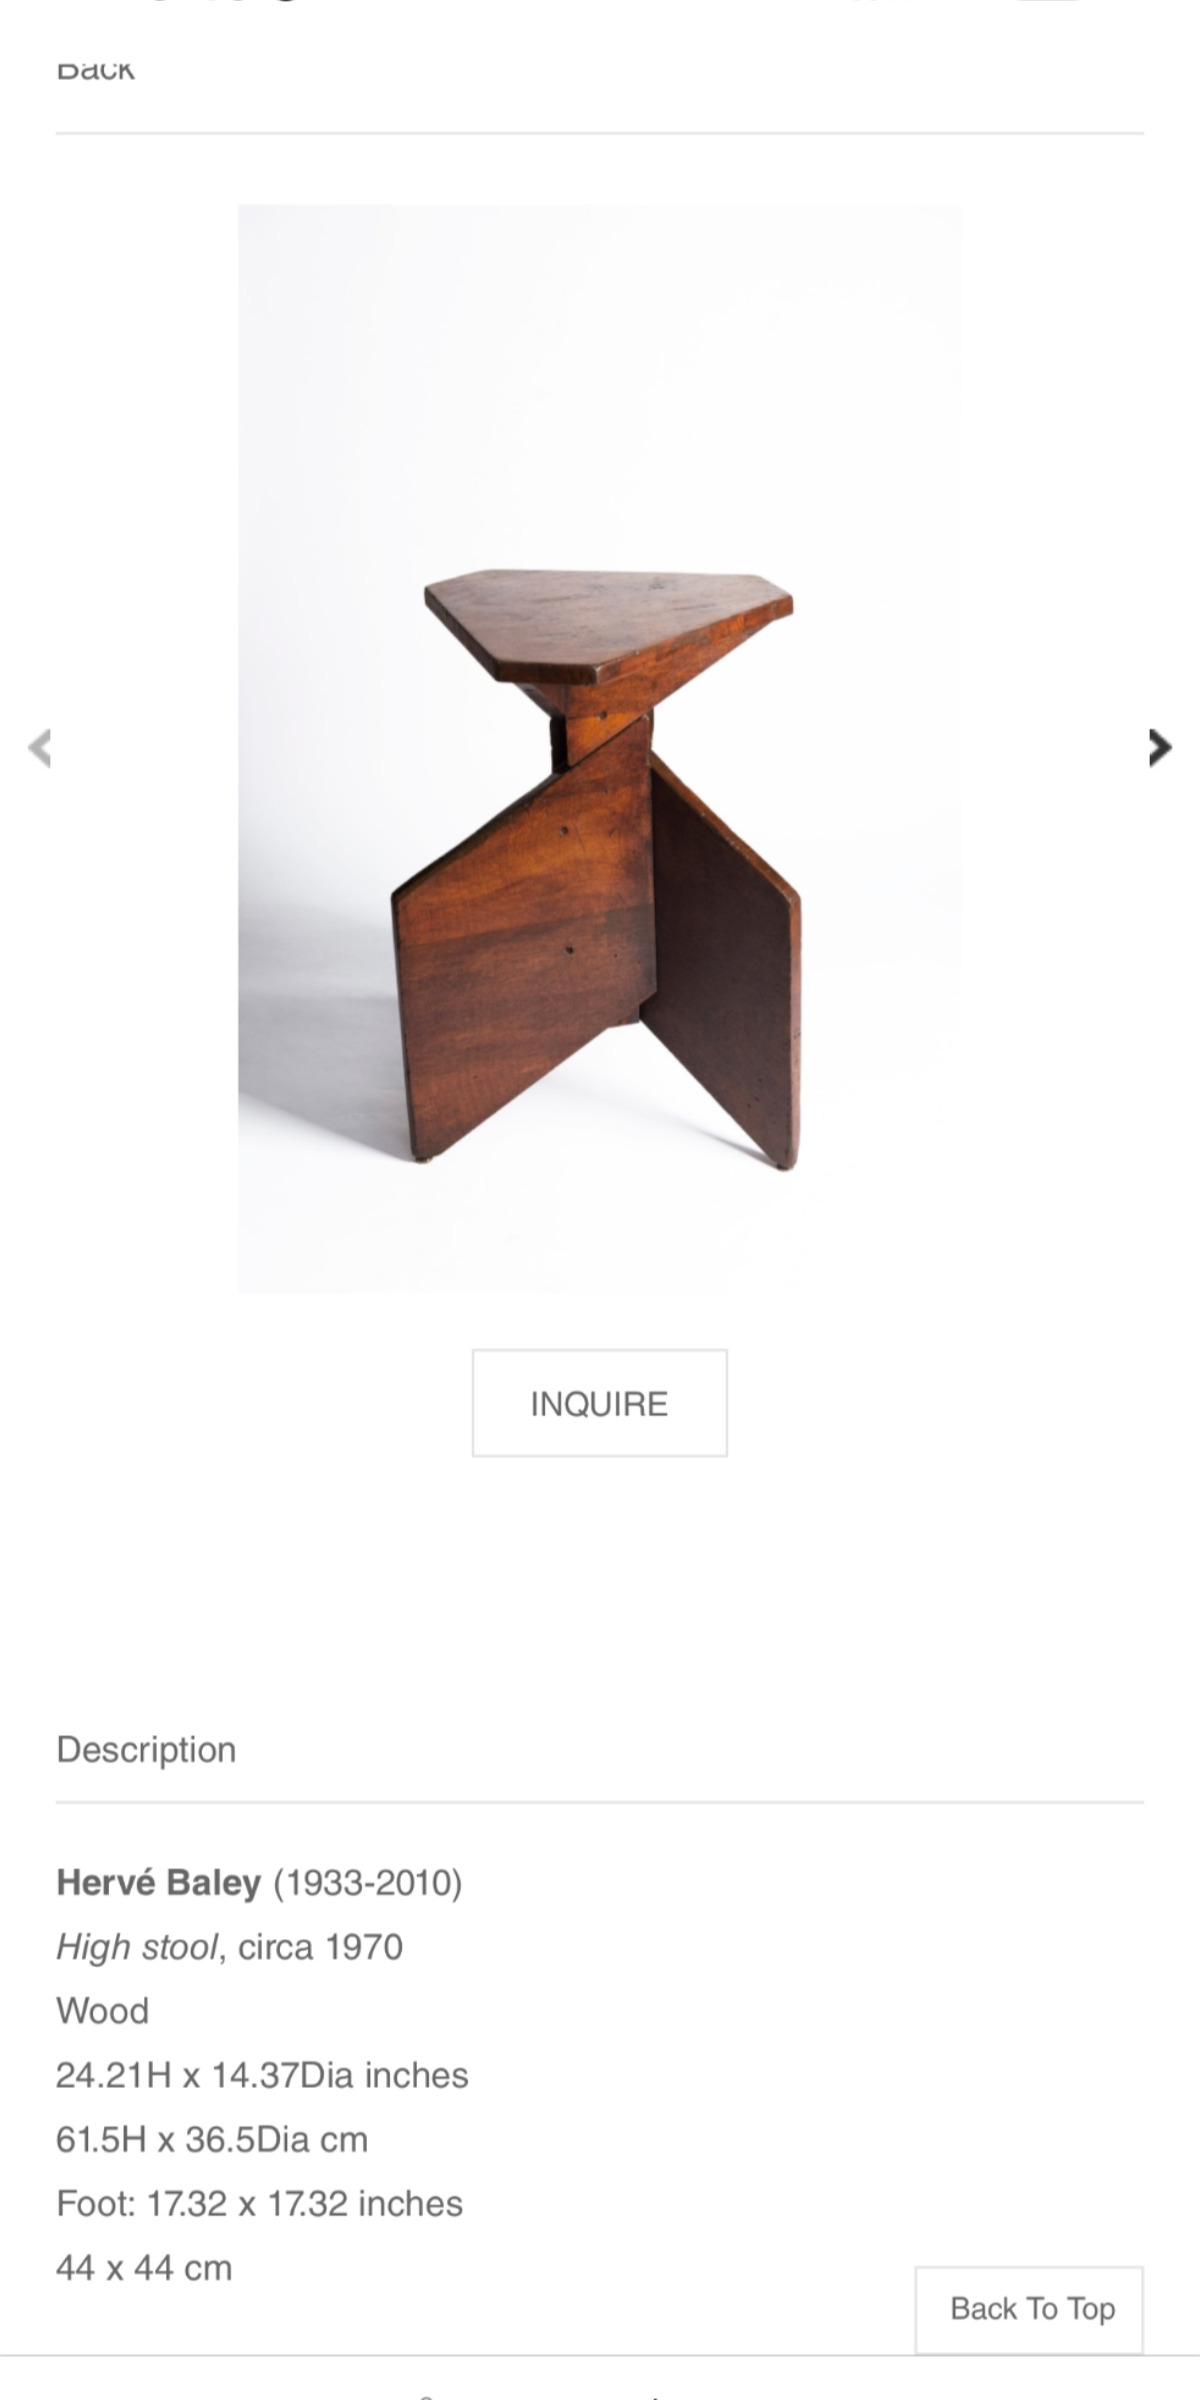 Back
INQUIRE
Description
Hervé Baley (1933-2010)
High stool, circa 1970
Wood
24.21H x 14.37Dia inches
61.5H x 36.5Dia cm
Foot: 17.32 x 17.32 inches
44 x 44 cm
Back To Top